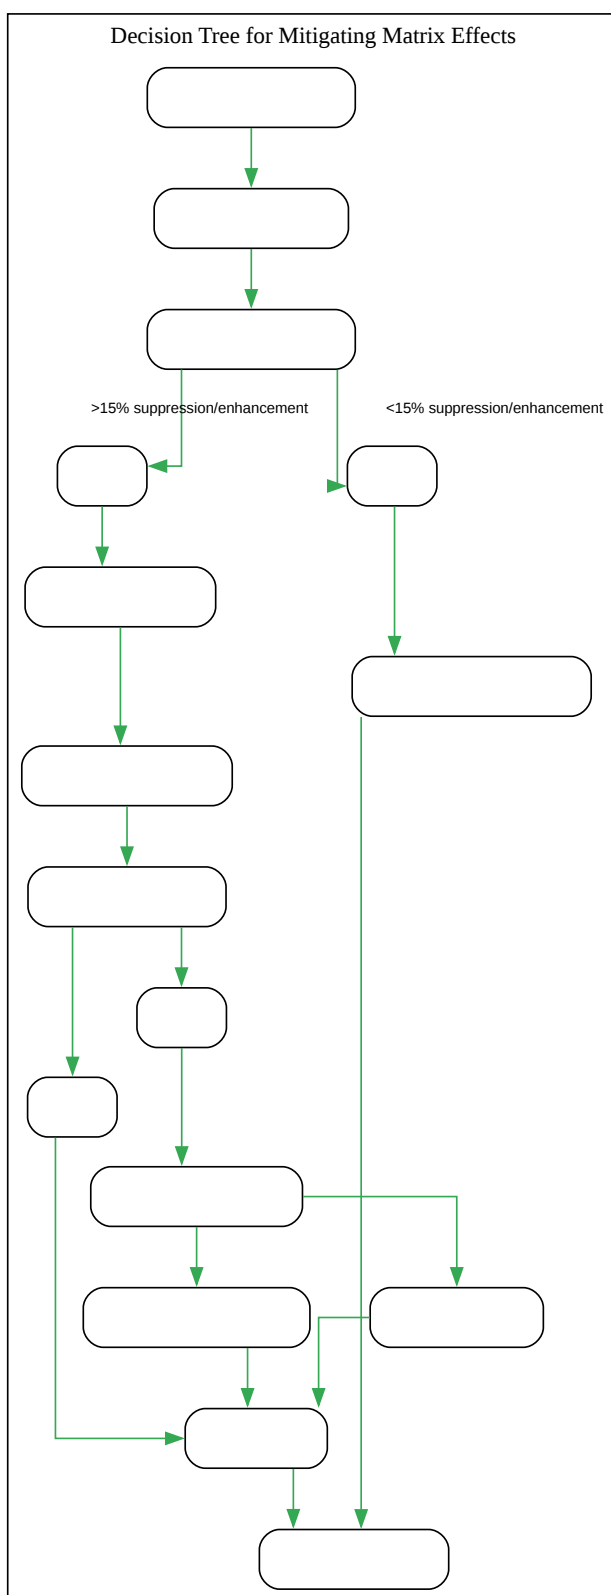 Decision Tree for Mitigating Matrix Effects
>15% suppression/enhancement
<15% suppression/enhancement